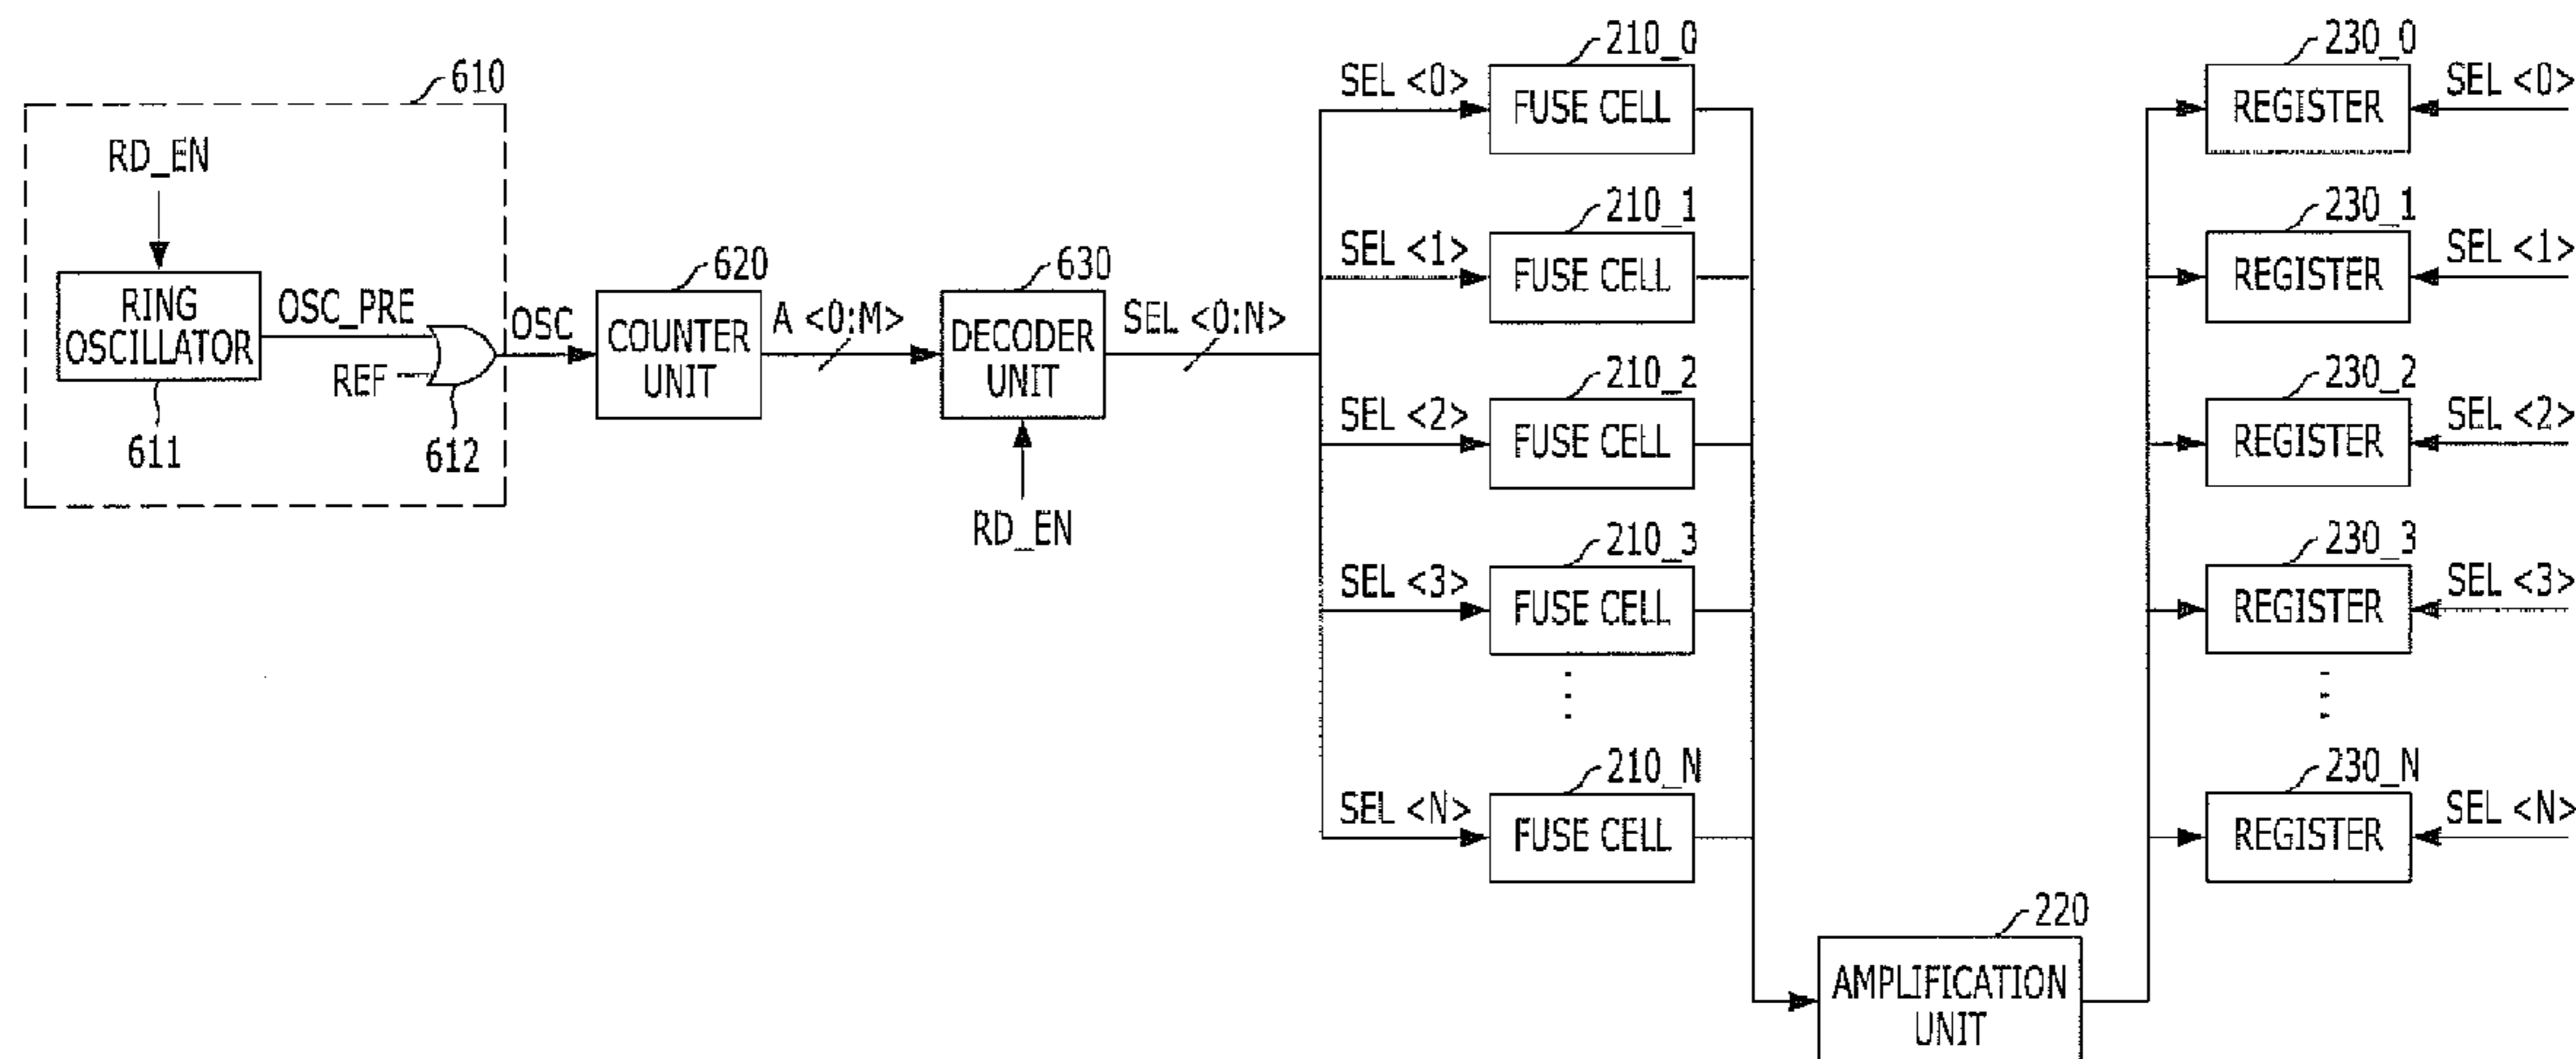 610
RD_EN
RING
OSCILLATOR
611
OSC_PRE
REF
612
OSC
620
COUNTER
UNIT
A <0:M>
630
DECODER
UNIT
RD_EN
SEL <0:N>
SEL <0>
210_0
FUSE CELL
SEL <1>
210_1
FUSE CELL
SEL <2>
210_2
FUSE CELL
SEL <3>
210_3
FUSE CELL
SEL <N>
210_N
FUSE CELL
220
AMPLIFICATION
UNIT
230_0
REGISTER
SEL <0>
230_1
REGISTER
SEL <1>
230_2
REGISTER
SEL <2>
230_3
REGISTER
SEL <3>
230_N
REGISTER
SEL <N>